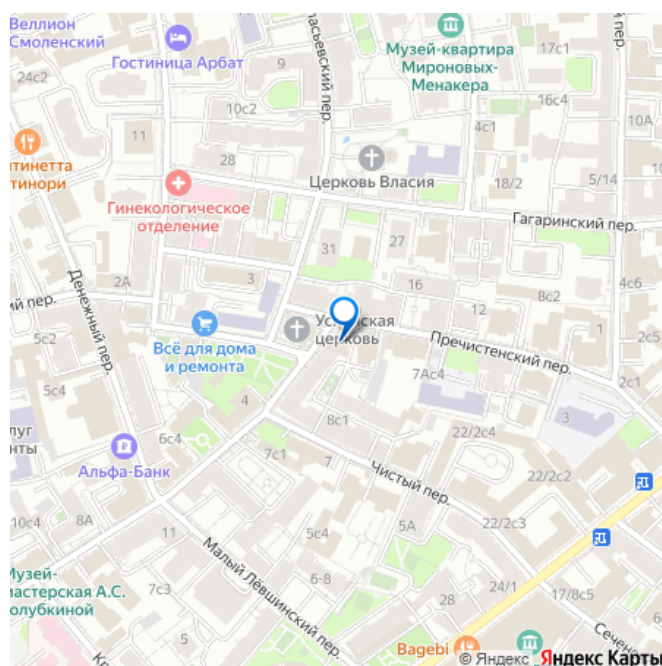 Веллион
Смоленский
Гостиница Арбат
9
Музей-квартира
Мироновых-
Менакера
17с1
пер.
24с2
10с2
16с4
10А
4с1
11
28
Церковь Власия
18/2
5/14
Гинекологическое
отделение
Гагаринский пер.
31
27
Денежный пер.
2А
3
16
8с2
4с6
пер.
12
5с2
Всё для дома
и ремонта
церковь
Пречистенский пер.
7Ас4
2с1
5с4
4
8с1
3
22/2с4
6с4
Альфа-Банк
7с1
7
Чистый пер.
22/2с2
10с4
8А
11
5А
22/2с3
5с4
Малый Лёвшинский пер.
7с3
6-8
24/1
17/8с5
28
Bagebi
© Яндекс
Яндекс Карты